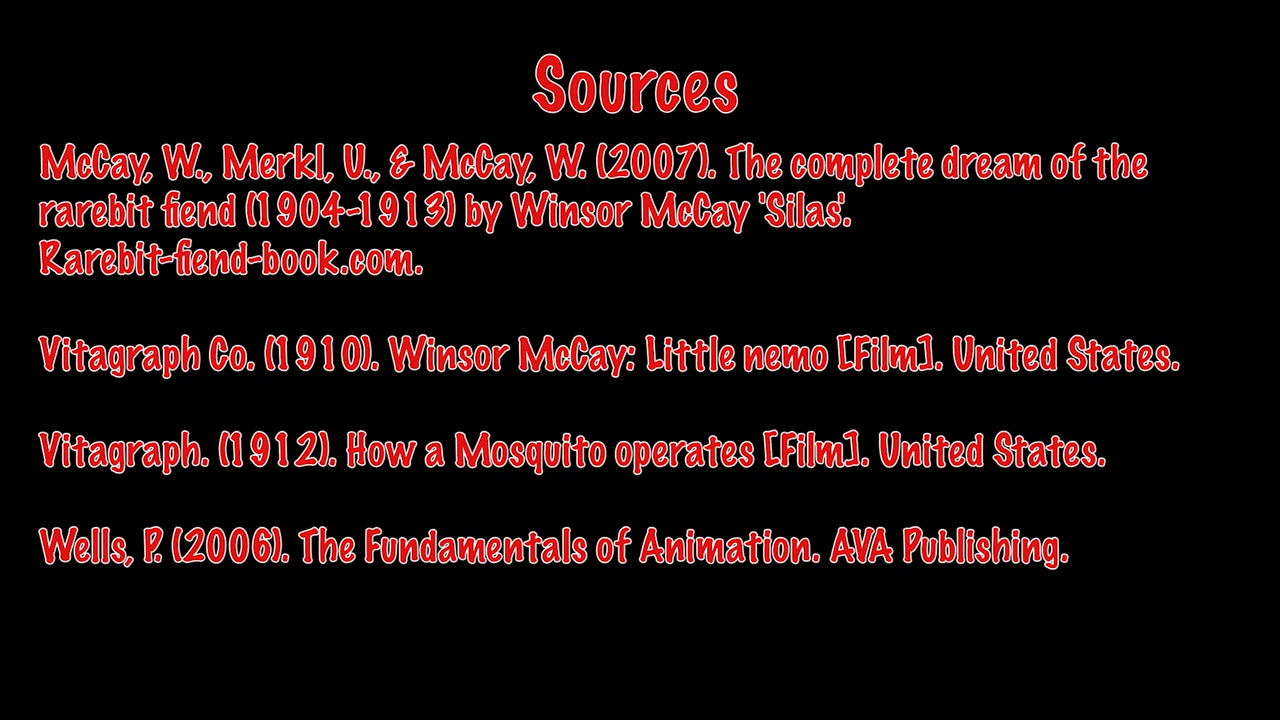 Sources
McCay, W., Merkl, U., & McCay, W. (2007). The complete dream of the
rarebit fiend (1904-1913) by Winsor McCay 'Silas'.
Rarebit-fiend-book.com.
Vitagraph Co. (1910). Winsor McCay: Little nemo [Film]. United States.
Vitagraph. (1912). How a Mosquito operates [Film]. United States.
Wells, P. (2006). The Fundamentals of Animation. AVA Publishing.